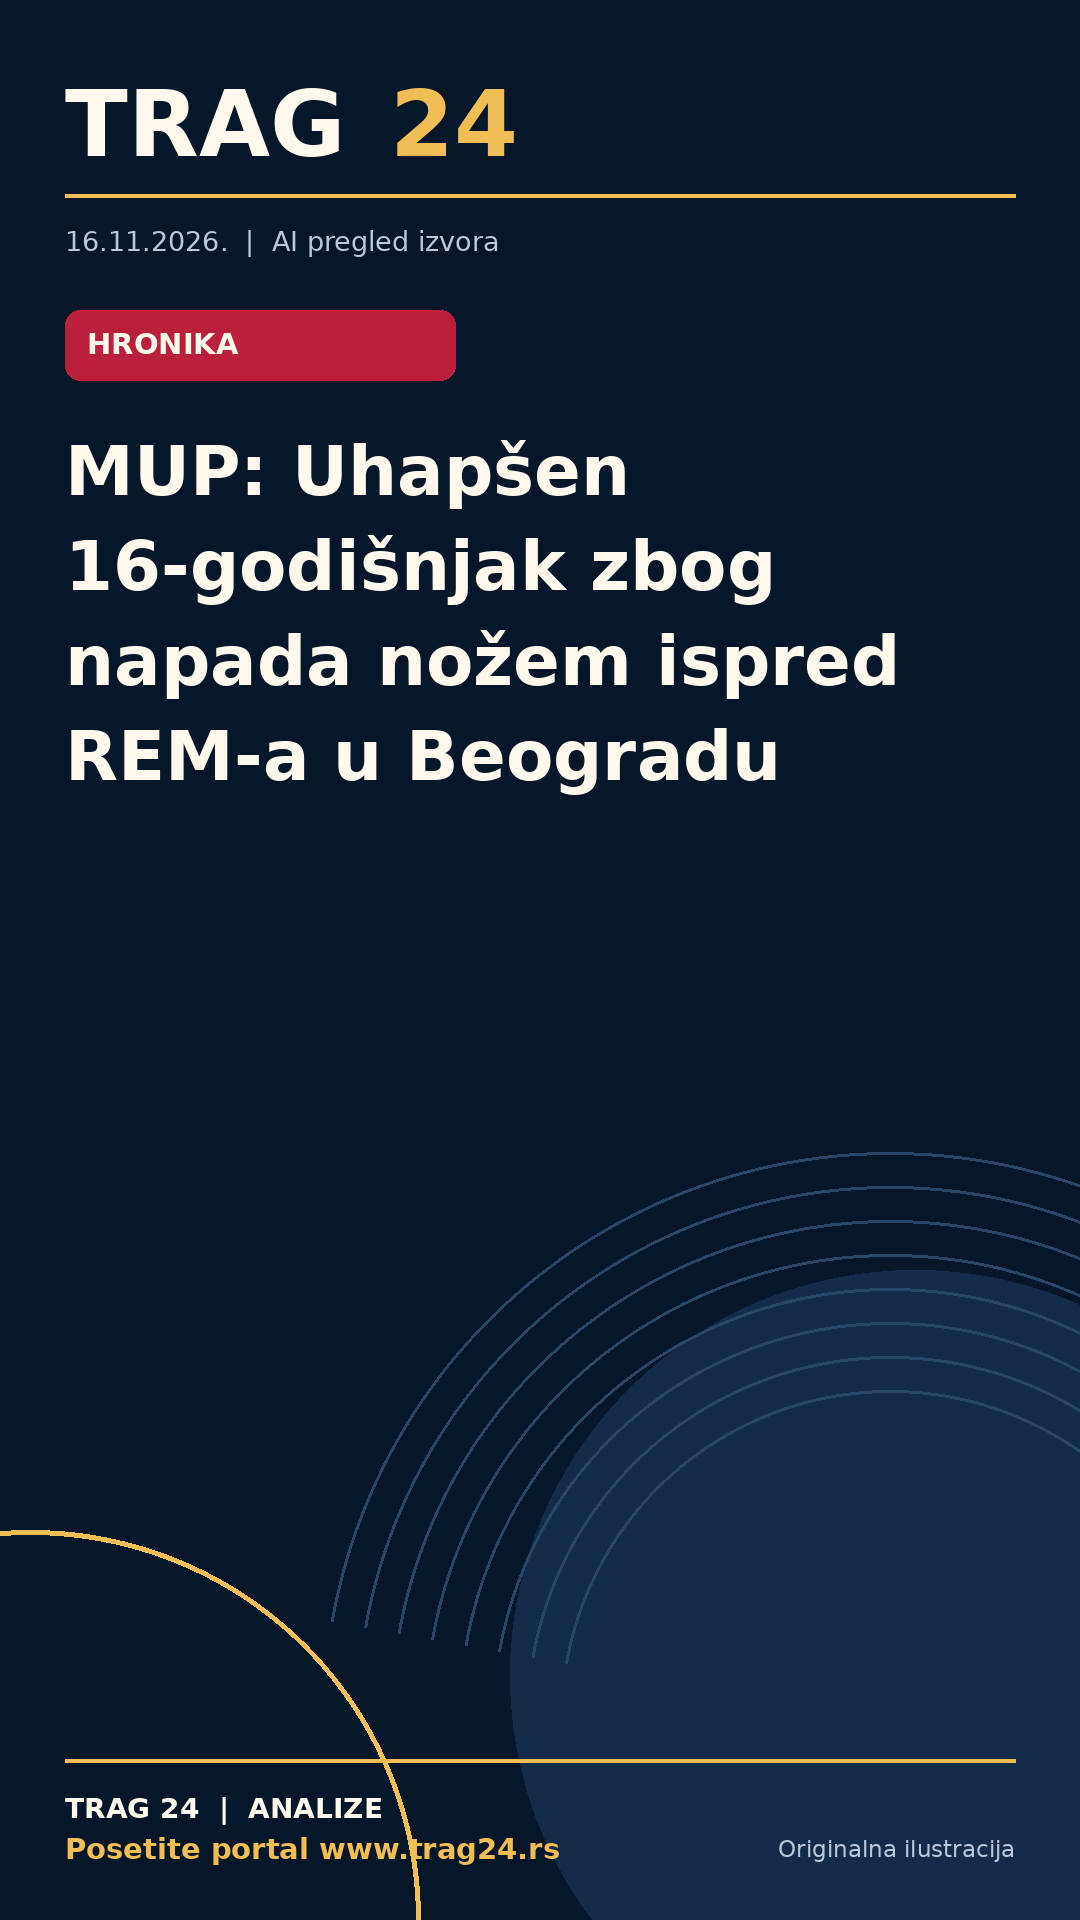 TRAG 24
16.11.2026. | AI pregled izvora
HRONIKA
MUP: Uhapšen
16-godišnjak zbog
napada nožem ispred
REM-a u Beogradu
TRAG 24 | ANALIZE
Posetite portal www.trag24.rs
Originalna ilustracija